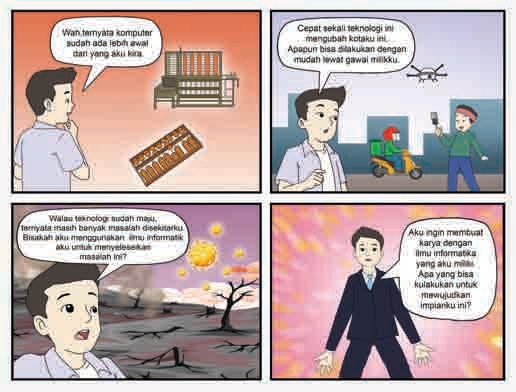 Wah,ternyata komputer
sudah ada lebih awal
dari yang aku kira.
Cepat sekali teknologi ini
mengubah kotaku ini.
Apapun bisa dilakukan dengan
mudah lewat gawai milikku.
Walau teknologi sudah maju,
ternyata masih banyak masalah disekitarku.
Bisakah aku menggunakan ilmu informatik
aku untuk menyeleseikan
masalah ini?
Aku ingin membuat
karya dengan
ilmu informatika
yang aku miliki.
Apa yang bisa
kulakukan untuk
mewujudkan
impianku ini?